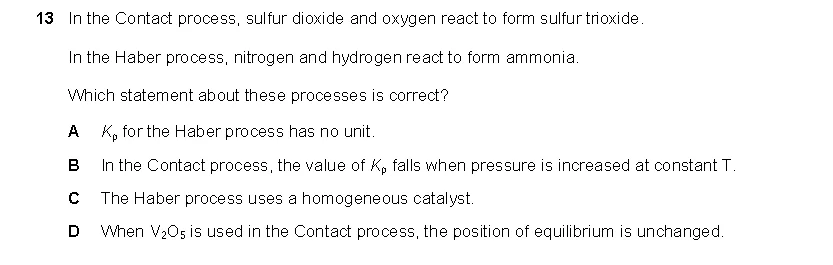 13 In the Contact process, sulfur dioxide and oxygen react to form sulfur trioxide.
In the Haber process, nitrogen and hydrogen react to form ammonia.
Which statement about these processes is correct?
A Kₚ for the Haber process has no unit.
B In the Contact process, the value of Kₚ falls when pressure is increased at constant T.
C The Haber process uses a homogeneous catalyst.
D When V₂O₅ is used in the Contact process, the position of equilibrium is unchanged.